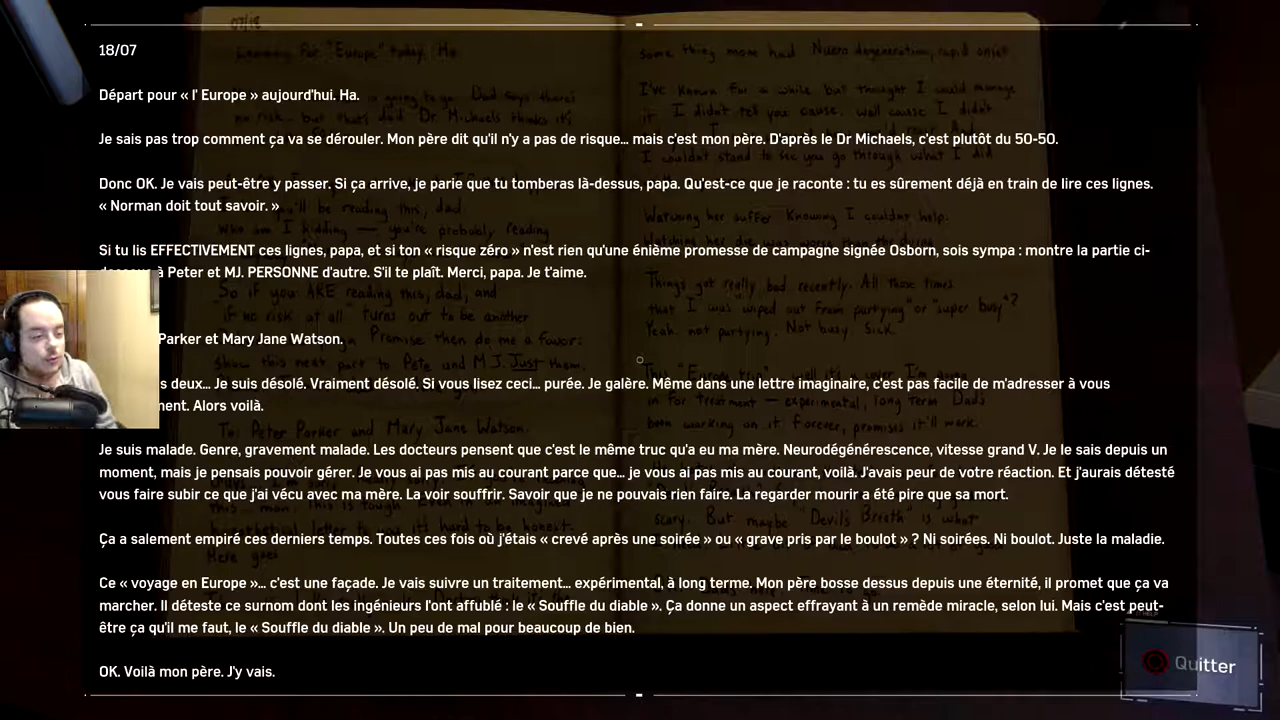 18/07
Départ pour « l' Europe » aujourd'hui. Ha.
Je sais pas trop comment ça va se dérouler. Mon père dit qu'il n'y a pas de risque... mais c'est mon père. D'après le Dr Michaels, c'est plutôt du 50-50.
Donc OK. Je vais peut-être y passer. Si ça arrive, je parie que tu tomberas là-dessus, papa. Qu'est-ce que je raconte : tu es sûrement déjà en train de lire ces lignes.
« Norman doit tout savoir. »
Si tu lis EFFECTIVEMENT ces lignes, papa, et si ton « risque zéro » n'est rien qu'une énième promesse de campagne signée Osborn, sois sympa : montre la partie ci-
à Peter et MJ. PERSONNE d'autre. S'il te plaît. Merci, papa. Je t'aime.
Parker et Mary Jane Watson.
s deux... Je suis désolé. Vraiment désolé. Si vous lisez ceci... purée. Je galère. Même dans une lettre imaginaire, c'est pas facile de m'adresser à vous
ment. Alors voilà.
Je suis malade. Genre, gravement malade. Les docteurs pensent que c'est le même truc qu'a eu ma mère. Neurodégénérescence, vitesse grand V. Je le sais depuis un
moment, mais je pensais pouvoir gérer. Je vous ai pas mis au courant parce que... je vous ai pas mis au courant, voilà. J'avais peur de votre réaction. Et j'aurais détesté
vous faire subir ce que j'ai vécu avec ma mère. La voir souffrir. Savoir que je ne pouvais rien faire. La regarder mourir a été pire que sa mort.
Ça a salement empiré ces derniers temps. Toutes ces fois où j'étais « crevé après une soirée » ou « grave pris par le boulot » ? Ni soirées. Ni boulot. Juste la maladie.
Ce « voyage en Europe »... c'est une façade. Je vais suivre un traitement... expérimental, à long terme. Mon père bosse dessus depuis une éternité, il promet que ça va
marcher. Il déteste ce surnom dont les ingénieurs l'ont affublé : le « Souffle du diable ». Ça donne un aspect effrayant à un remède miracle, selon lui. Mais c'est peut-
être ça qu'il me faut, le « Souffle du diable ». Un peu de mal pour beaucoup de bien.
OK. Voilà mon père. J'y vais.
Quitter